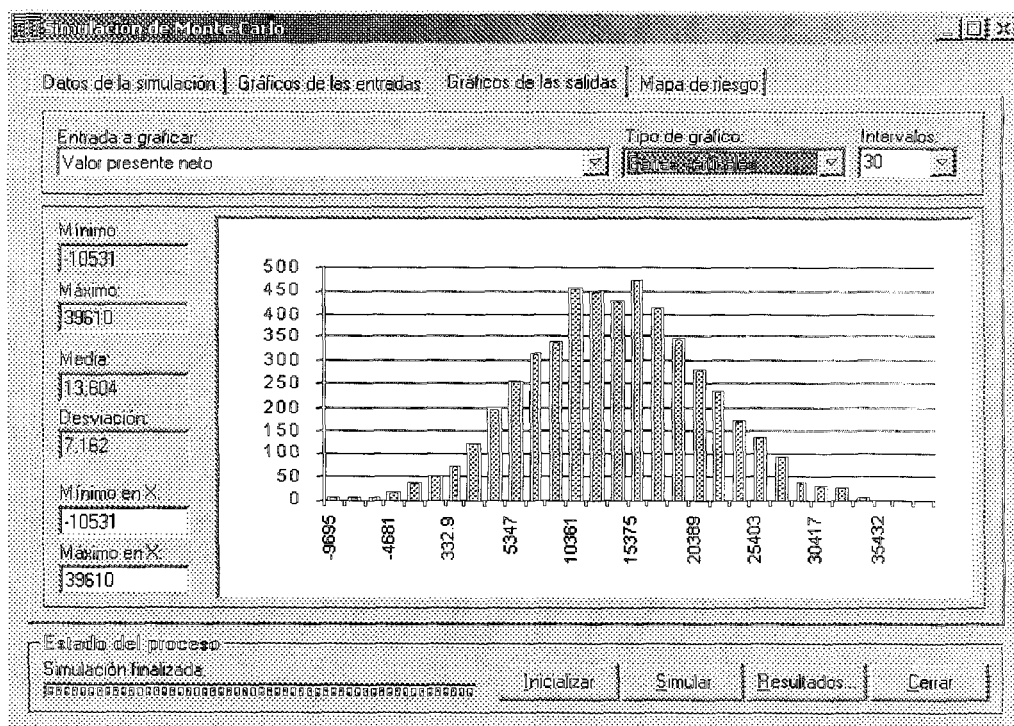 Simulación de Monte Carlo
Datos de la simulación Gráficos de las entradas Gráficos de las salidas Mapa de riesgo
Entrada a graficar: Tipo de gráfico: Intervalos:
Valor presente neto 30
Mínimo:
-10531
Máximo:
39610
Media:
13,604
Desviación:
7,162
Mínimo en X:
-10531
Máximo en X:
39610
500
450
400
350
300
250
200
150
100
50
0
-9695 -4681 332.9 5347 10361 15375 20389 25403 30417 35432
Estado del proceso
Simulación finalizada
Inicializar Simular Resultados... Cerrar